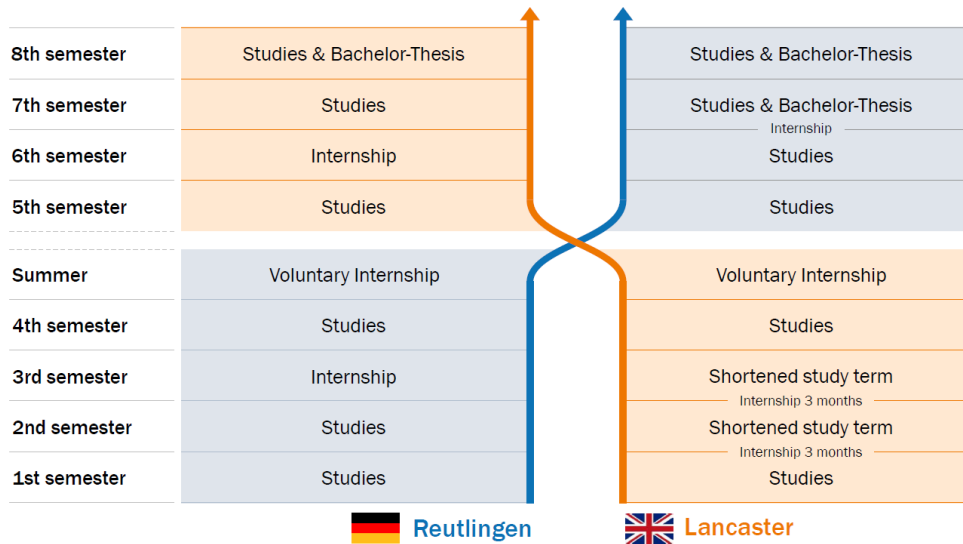 8th semester Studies & Bachelor-Thesis Studies & Bachelor-Thesis
7th semester Studies Studies & Bachelor-Thesis
Internship
6th semester Internship Studies
5th semester Studies Studies
Summer Voluntary Internship Voluntary Internship
4th semester Studies Studies
3rd semester Internship Shortened study term
Internship 3 months
2nd semester Studies Shortened study term
Internship 3 months
1st semester Studies Studies
Reutlingen Lancaster